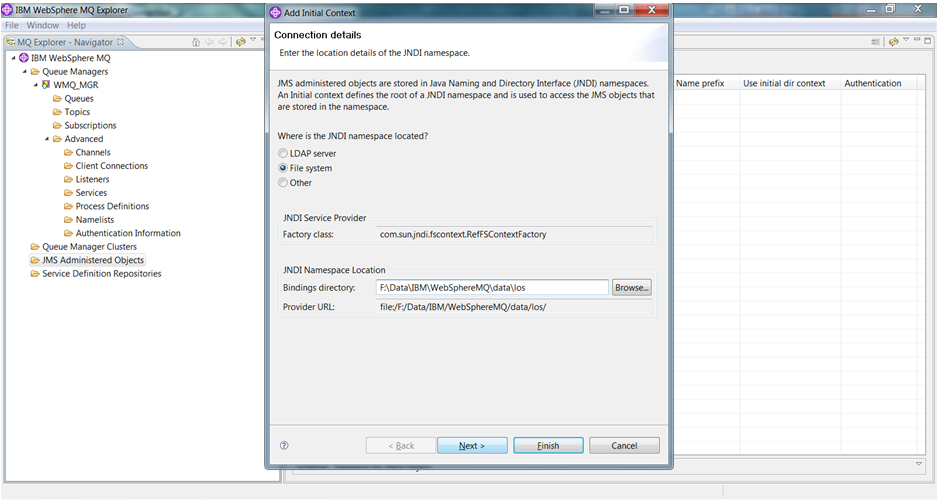 IBM WebSphere MQ Explorer
File Window Help
MQ Explorer - Navigator
IBM WebSphere MQ
Queue Managers
WMQ_MGR
Queues
Topics
Subscriptions
Advanced
Channels
Client Connections
Listeners
Services
Process Definitions
Namelists
Authentication Information
Queue Manager Clusters
JMS Administered Objects
Service Definition Repositories
Add Initial Context
Connection details
Enter the location details of the JNDI namespace.
JMS administered objects are stored in Java Naming and Directory Interface (JNDI) namespaces.
An Initial context defines the root of a JNDI namespace and is used to access the JMS objects that
are stored in the namespace.
Where is the JNDI namespace located?
LDAP server
File system
Other
JNDI Service Provider
Factory class: com.sun.jndi.fscontext.RefFSContextFactory
JNDI Namespace Location
Bindings directory: F:\Data\IBM\WebSphereMQ\data\los Browse...
Provider URL: file:/F:/Data/IBM/WebSphereMQ/data/los/
< Back Next > Finish Cancel
Name prefix Use initial dir context Authentication